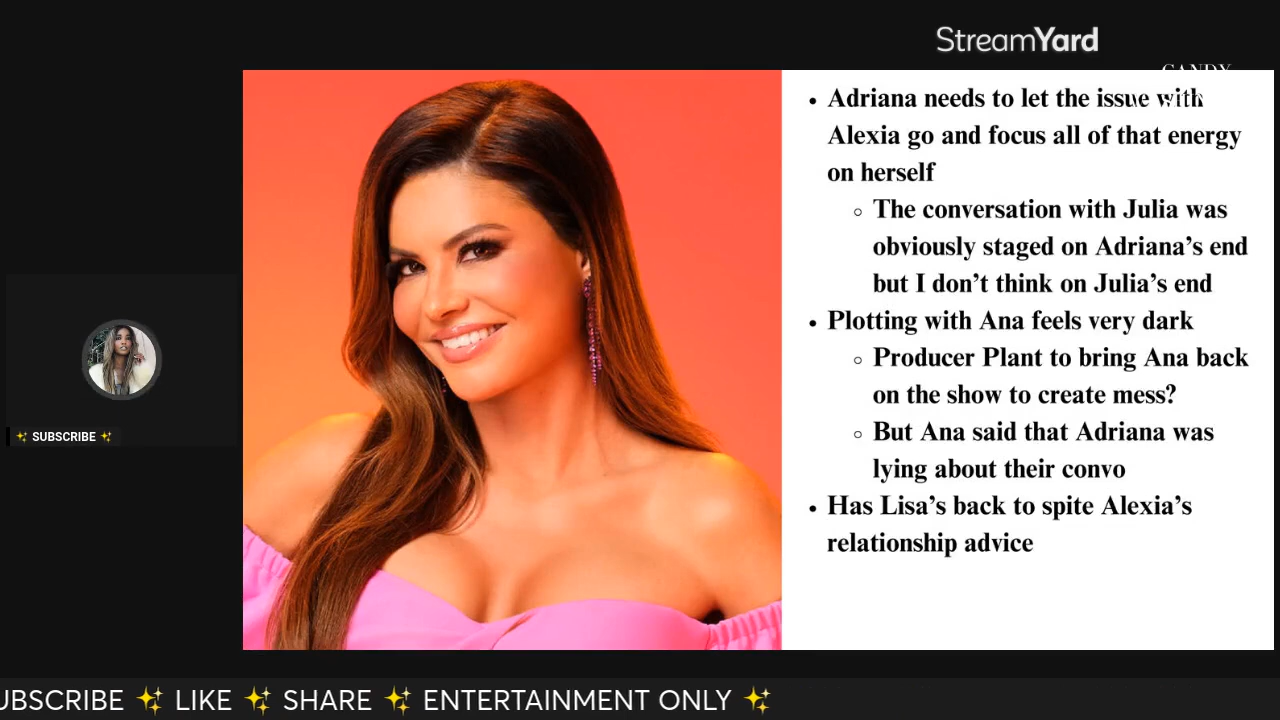 StreamYard
CANDY
• Adriana needs to let the issue with
Alexia go and focus all of that energy
on herself
◦ The conversation with Julia was
obviously staged on Adriana’s end
but I don’t think on Julia’s end
• Plotting with Ana feels very dark
◦ Producer Plant to bring Ana back
on the show to create mess?
◦ But Ana said that Adriana was
lying about their convo
• Has Lisa’s back to spite Alexia’s
relationship advice
✨ SUBSCRIBE ✨
UBSCRIBE ✨ LIKE ✨ SHARE ✨ ENTERTAINMENT ONLY ✨